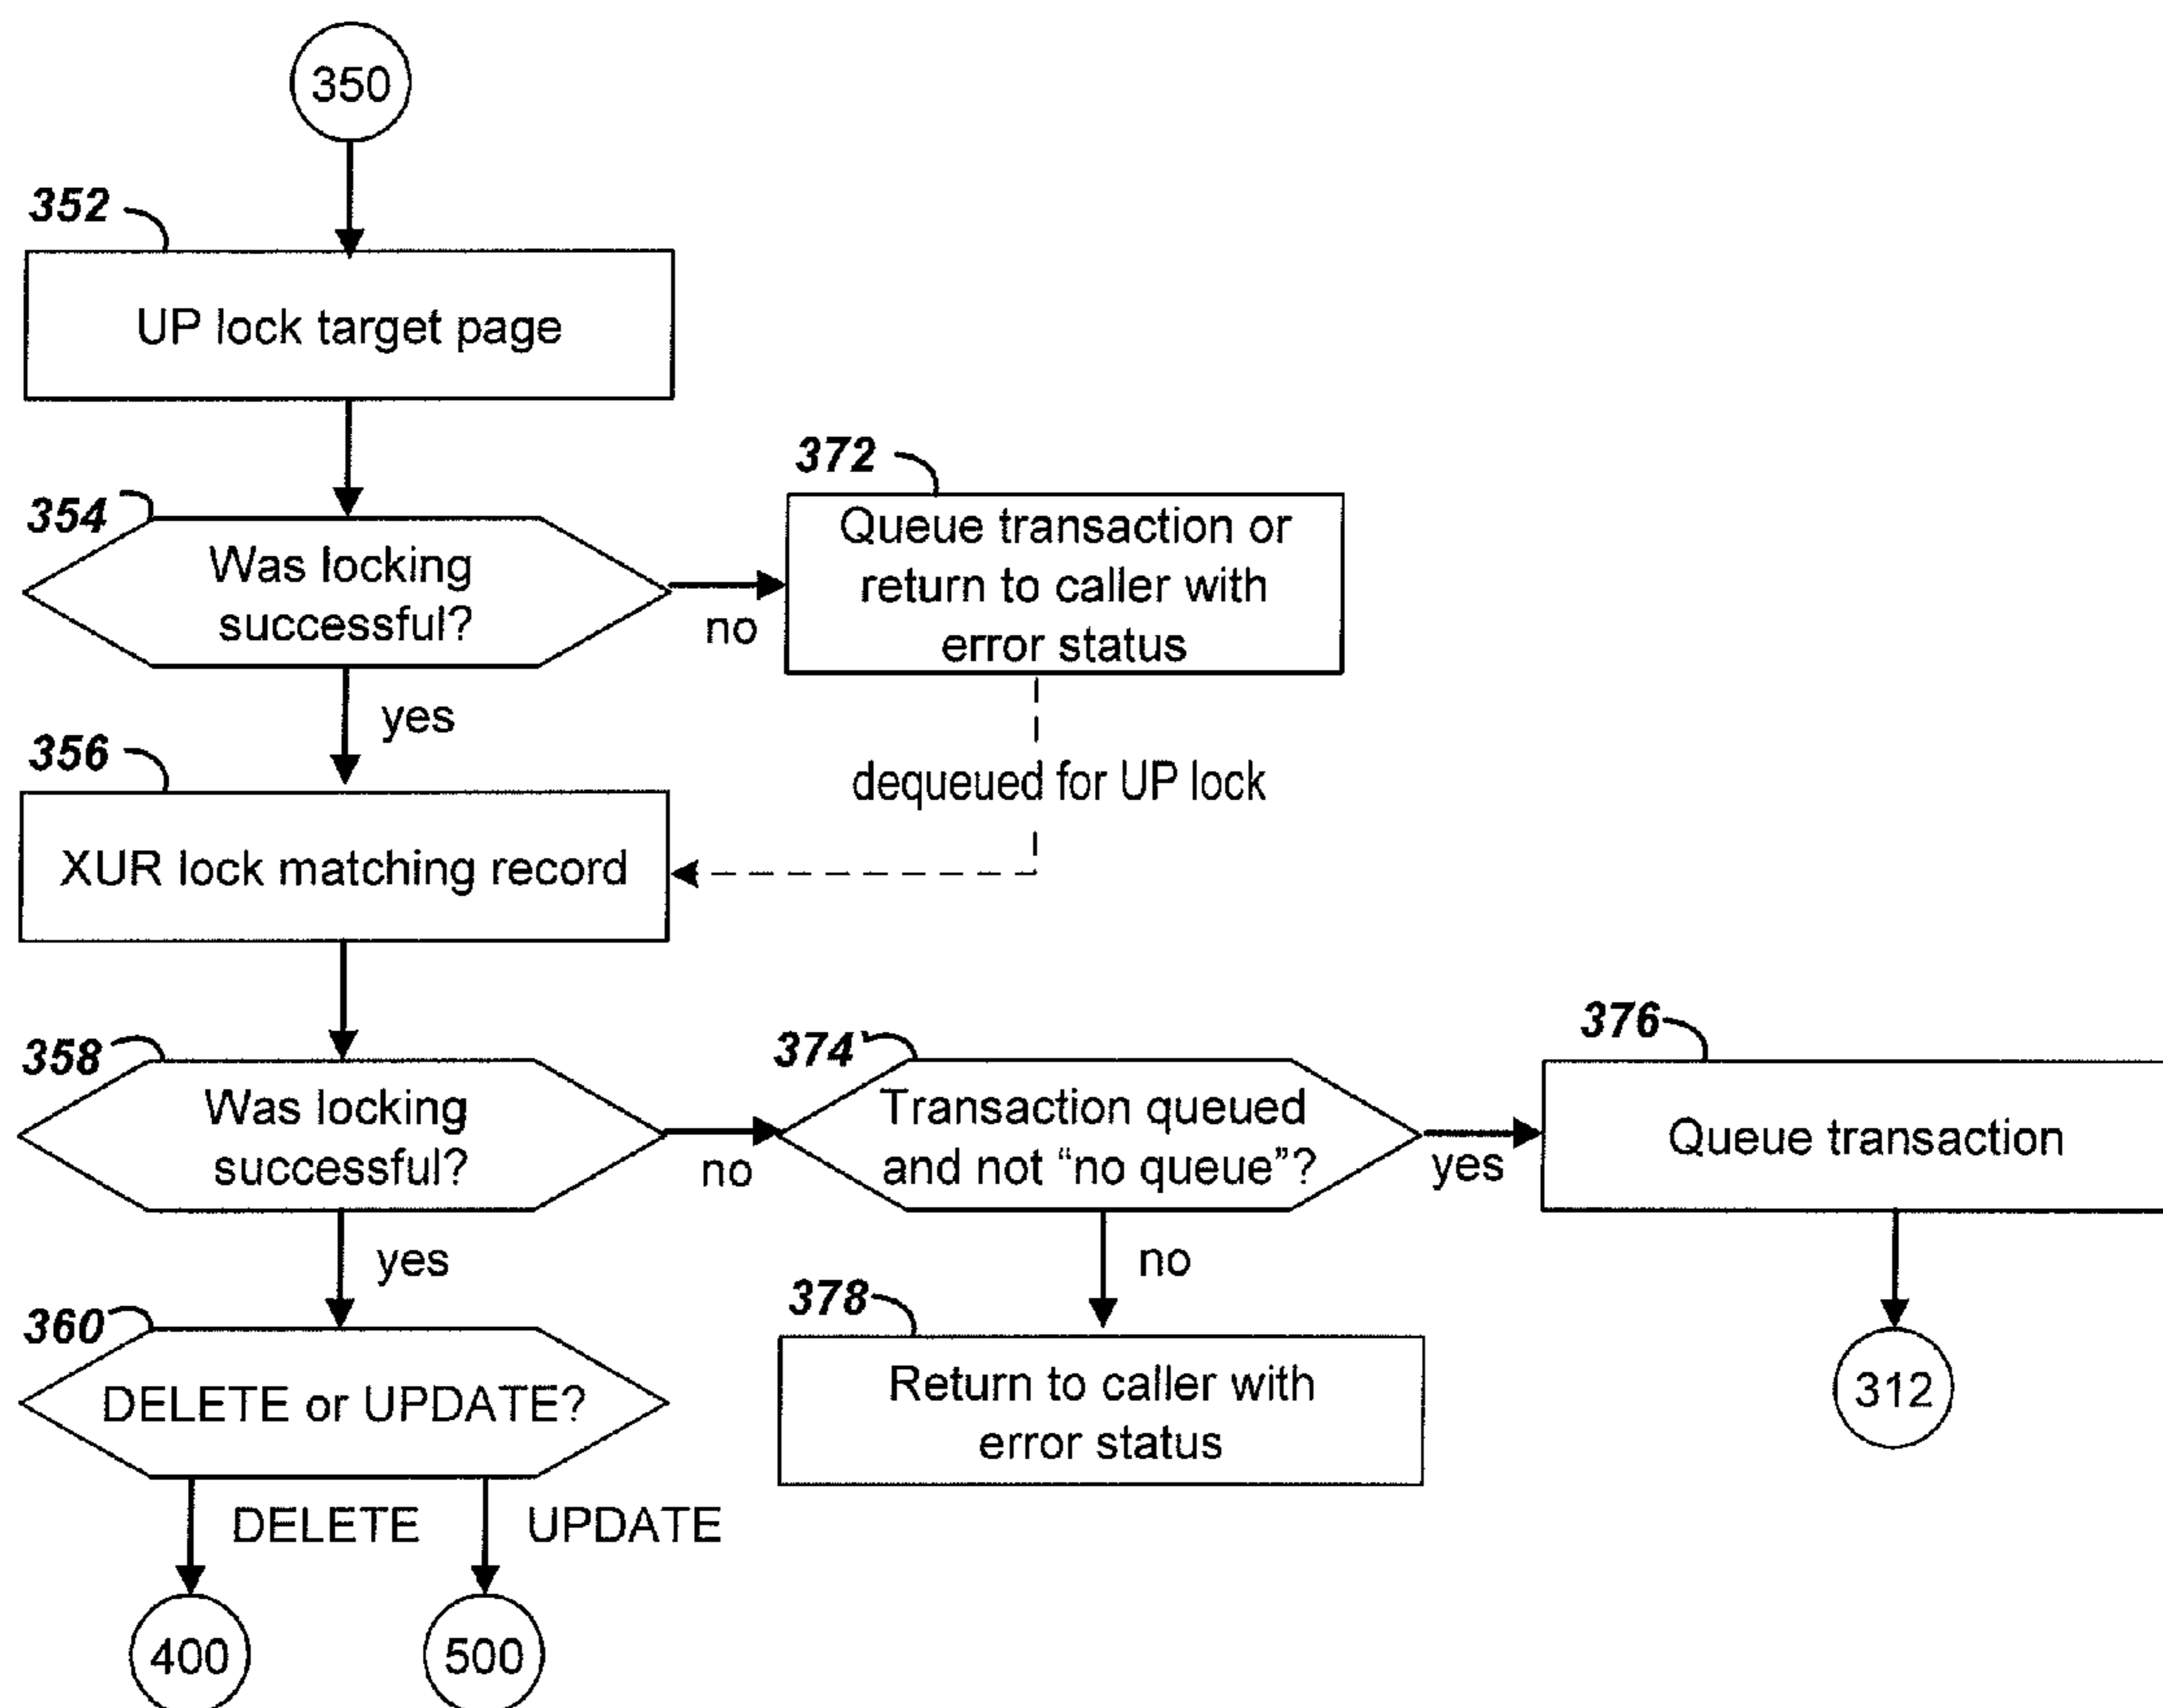 350
352
UP lock target page
354
Was locking
successful?
no
372
Queue transaction or
return to caller with
error status
yes
dequeued for UP lock
356
XUR lock matching record
358
Was locking
successful?
no
374
Transaction queued
and not “no queue”?
yes
376
Queue transaction
yes
no
312
360
DELETE or UPDATE?
378
Return to caller with
error status
DELETE
UPDATE
400
500